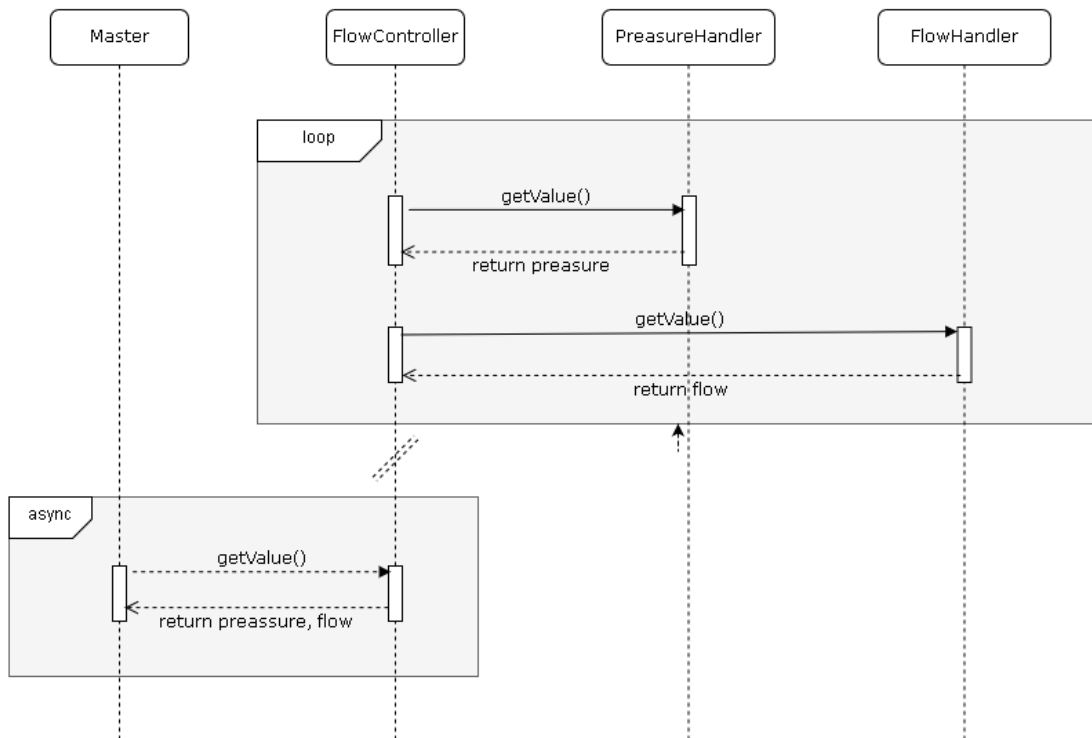 Master
FlowController
PreasureHandler
FlowHandler
loop
getValue()
return preasure
getValue()
return flow
async
getValue()
return preassure, flow